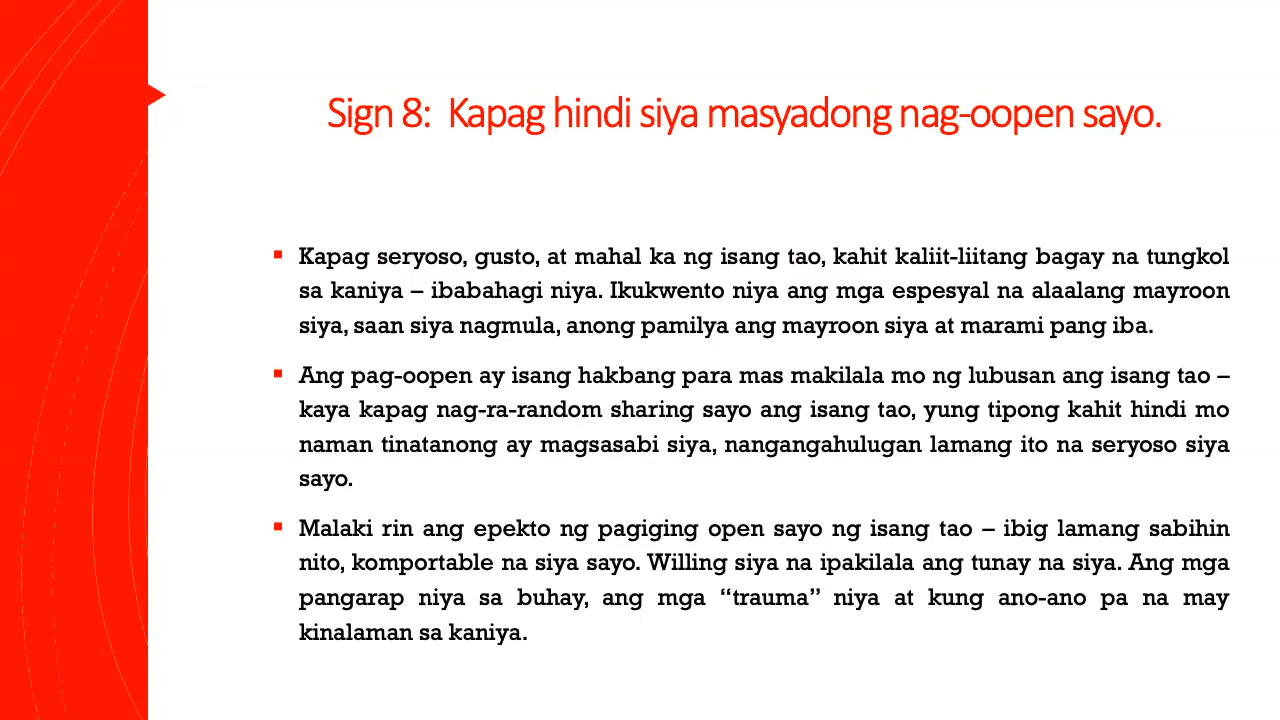 Sign 8:  Kapag hindi siya masyadong nag-oopen sayo.
Kapag seryoso, gusto, at mahal ka ng isang tao, kahit kaliit-liitang bagay na tungkol
sa kaniya – ibabahagi niya. Ikukwento niya ang mga espesyal na alaalang mayroon
siya, saan siya nagmula, anong pamilya ang mayroon siya at marami pang iba.
Ang pag-oopen ay isang hakbang para mas makilala mo ng lubusan ang isang tao –
kaya kapag nag-ra-random sharing sayo ang isang tao, yung tipong kahit hindi mo
naman tinatanong ay magsasabi siya, nangangahulugan lamang ito na seryoso siya
sayo.
Malaki rin ang epekto ng pagiging open sayo ng isang tao – ibig lamang sabihin
nito, komportable na siya sayo. Willing siya na ipakilala ang tunay na siya. Ang mga
pangarap niya sa buhay, ang mga “trauma” niya at kung ano-ano pa na may
kinalaman sa kaniya.